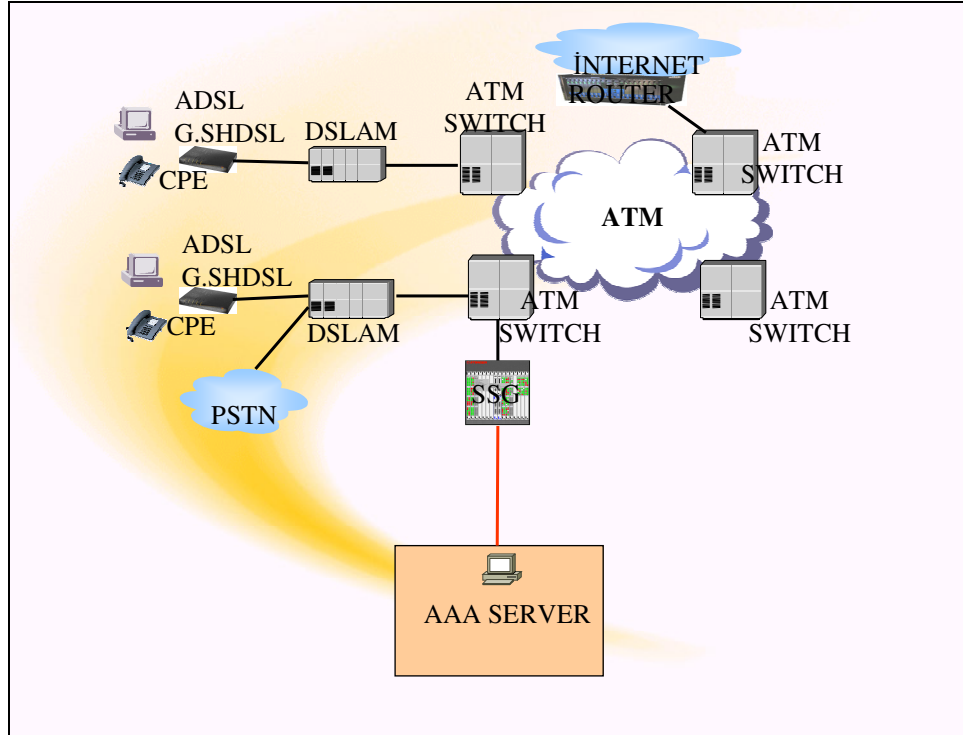 İNTERNET
ROUTER
ATM
SWITCH
ADSL
G.SHDSL
DSLAM
CPE
ATM
SWITCH
ATM
ADSL
G.SHDSL
CPE
DSLAM
ATM
SWITCH
ATM
SWITCH
SSG
PSTN
AAA SERVER